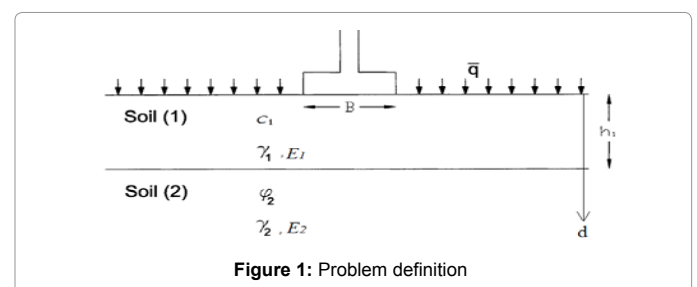 q̅
B
Soil (1) c₁
h₁
γ₁ , E₁
Soil (2) φ₂
γ₂ , E₂
d
Figure 1: Problem definition